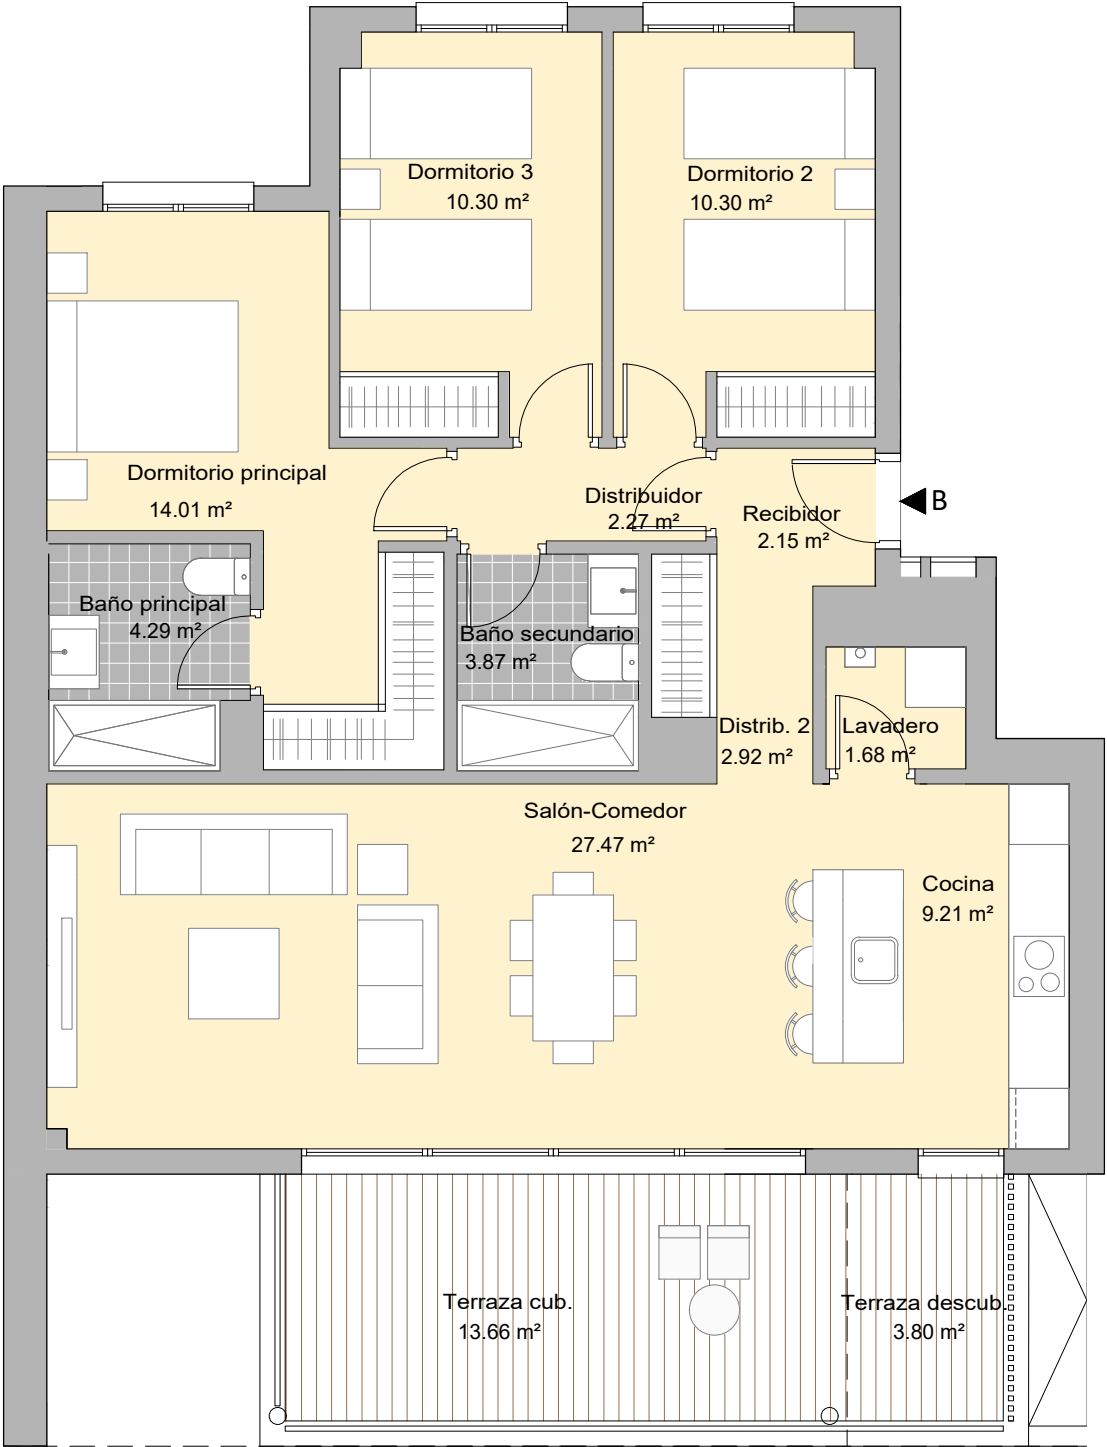 Dormitorio 3
10.30 m²
Dormitorio 2
10.30 m²
Dormitorio principal
14.01 m²
Distribuidor
2.27 m²
Recibidor
2.15 m²
B
Baño principal
4.29 m²
Baño secundario
3.87 m²
Distrib. 2
2.92 m²
Lavadero
1.68 m²
Salón-Comedor
27.47 m²
Cocina
9.21 m²
Terraza cub.
13.66 m²
Terraza descub.
3.80 m²